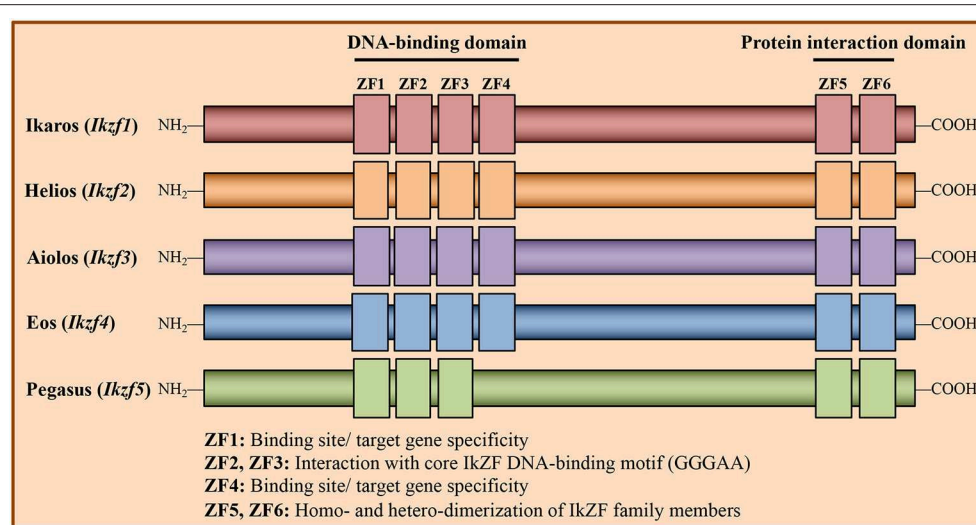 DNA-binding domain Protein interaction domain
ZF1 ZF2 ZF3 ZF4 ZF5 ZF6
Ikaros (Ikzf1) NH2 COOH
Helios (Ikzf2) NH2 COOH
Aiolos (Ikzf3) NH2 COOH
Eos (Ikzf4) NH2 COOH
Pegasus (Ikzf5) NH2 COOH
ZF1: Binding site/ target gene specificity
ZF2, ZF3: Interaction with core IkZF DNA-binding motif (GGGAA)
ZF4: Binding site/ target gene specificity
ZF5, ZF6: Homo- and hetero-dimerization of IkZF family members